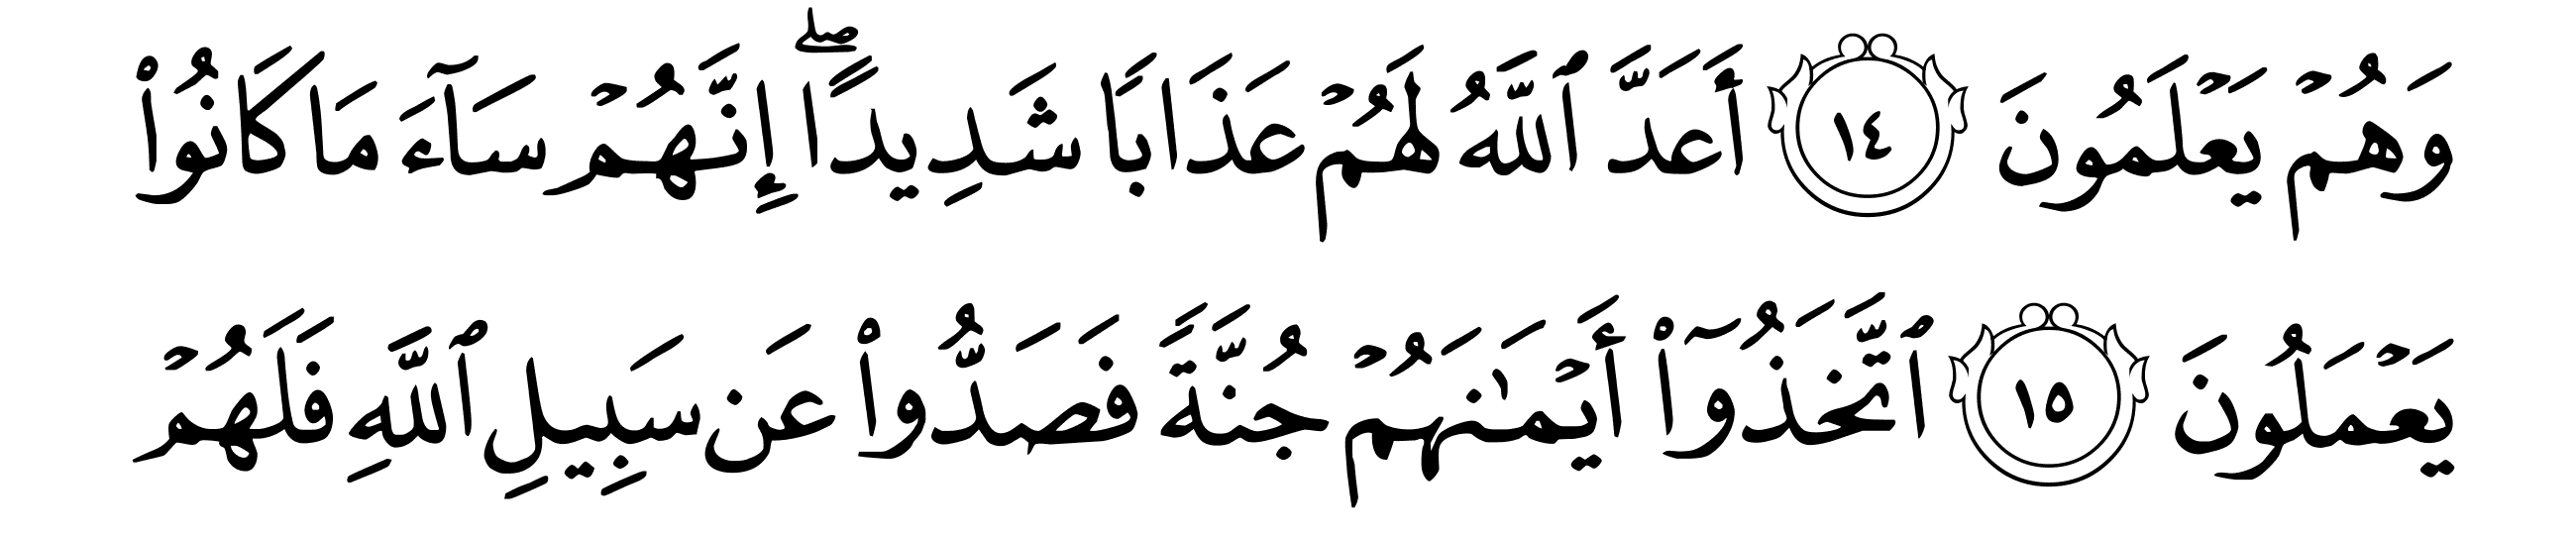 وَهُمۡ يَعۡلَمُونَ ١٤ أَعَدَّ ٱللَّهُ لَهُمۡ عَذَابٗا شَدِيدًاۖ إِنَّهُمۡ سَآءَ مَا كَانُواْ
يَعۡمَلُونَ ١٥ ٱتَّخَذُوٓاْ أَيۡمَٰنَهُمۡ جُنَّةٗ فَصَدُّواْ عَن سَبِيلِ ٱللَّهِ فَلَهُمۡ